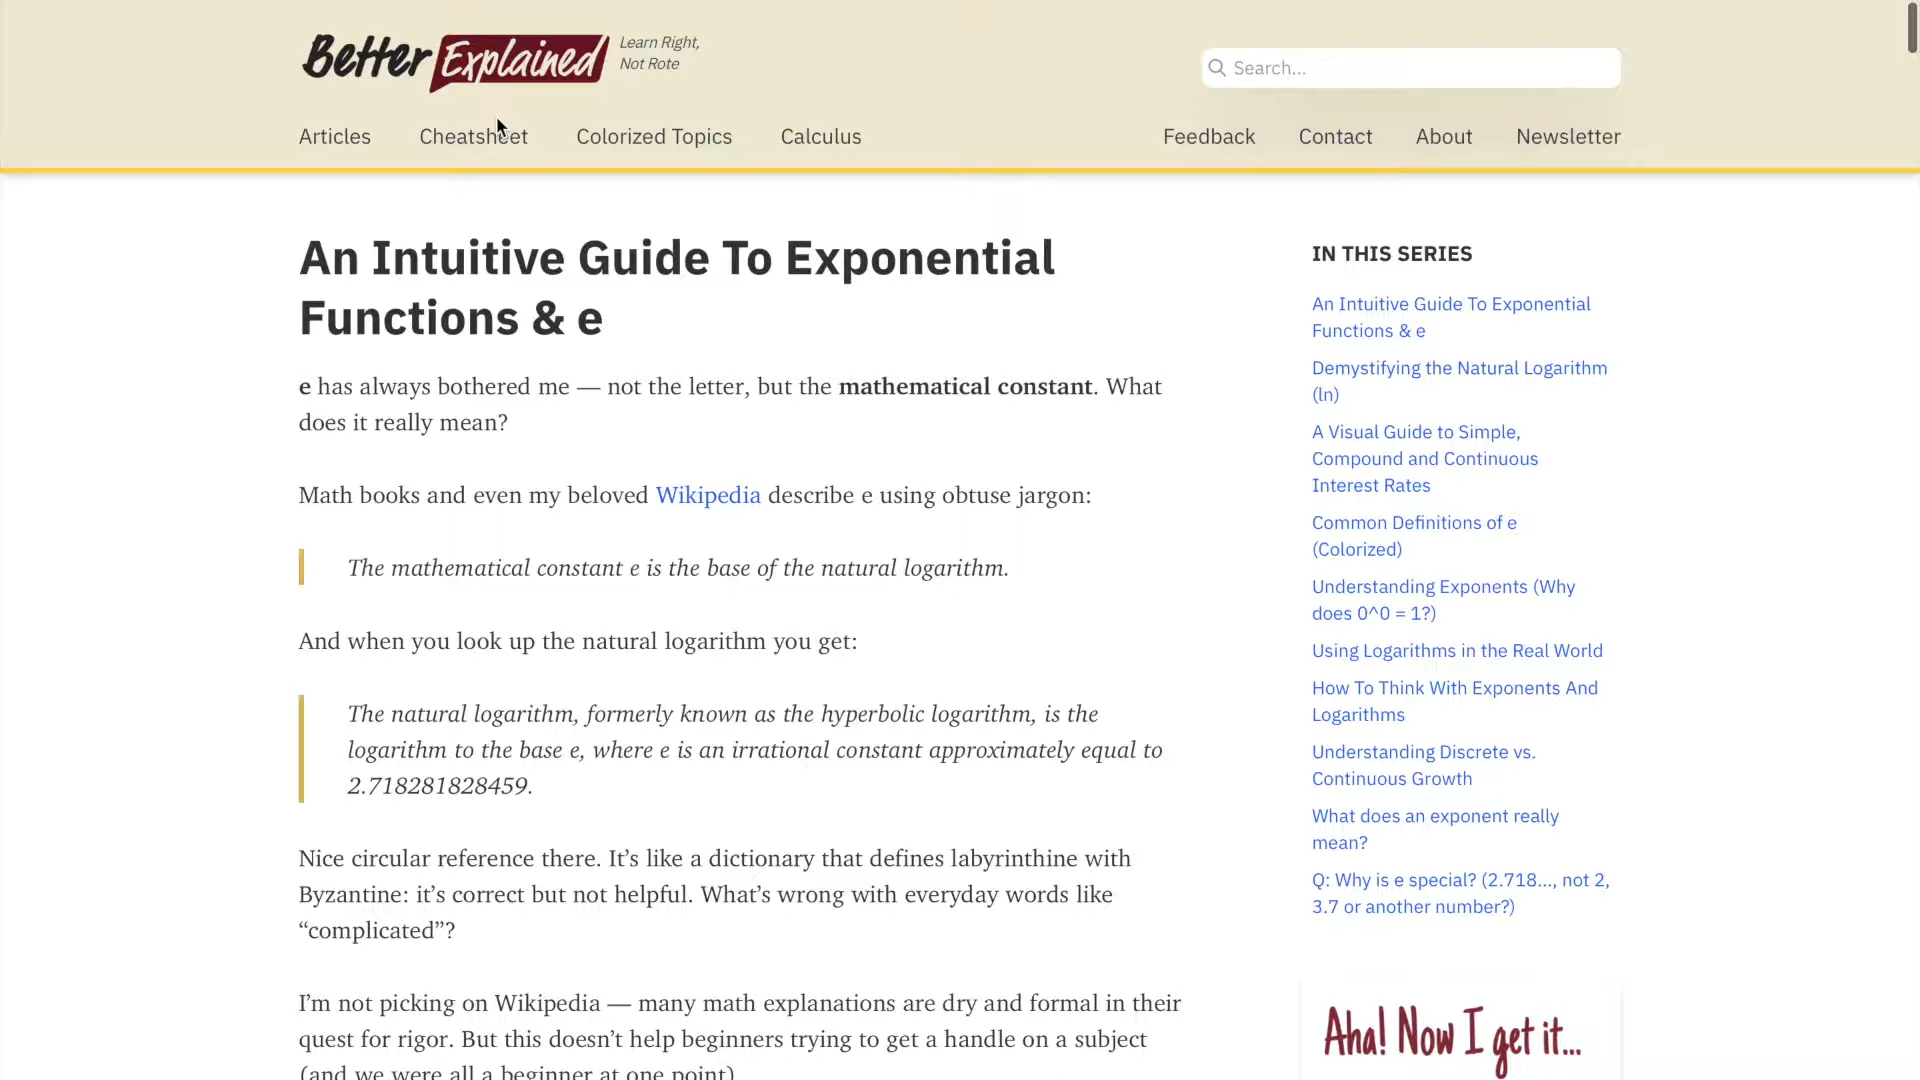 Better Explained
Learn Right,
Not Rote
Search...
Articles
Cheatsheet
Colorized Topics
Calculus
Feedback
Contact
About
Newsletter
An Intuitive Guide To Exponential
Functions & e
e has always bothered me — not the letter, but the mathematical constant. What
does it really mean?
Math books and even my beloved Wikipedia describe e using obtuse jargon:
The mathematical constant e is the base of the natural logarithm.
And when you look up the natural logarithm you get:
The natural logarithm, formerly known as the hyperbolic logarithm, is the
logarithm to the base e, where e is an irrational constant approximately equal to
2.718281828459.
Nice circular reference there. It’s like a dictionary that defines labyrinthine with
Byzantine: it’s correct but not helpful. What’s wrong with everyday words like
“complicated”?
I’m not picking on Wikipedia — many math explanations are dry and formal in their
quest for rigor. But this doesn’t help beginners trying to get a handle on a subject
(and we were all a beginner at one point).
IN THIS SERIES
An Intuitive Guide To Exponential
Functions & e
Demystifying the Natural Logarithm
(ln)
A Visual Guide to Simple,
Compound and Continuous
Interest Rates
Common Definitions of e
(Colorized)
Understanding Exponents (Why
does 0^0 = 1?)
Using Logarithms in the Real World
How To Think With Exponents And
Logarithms
Understanding Discrete vs.
Continuous Growth
What does an exponent really
mean?
Q: Why is e special? (2.718..., not 2,
3.7 or another number?)
Aha! Now I get it...